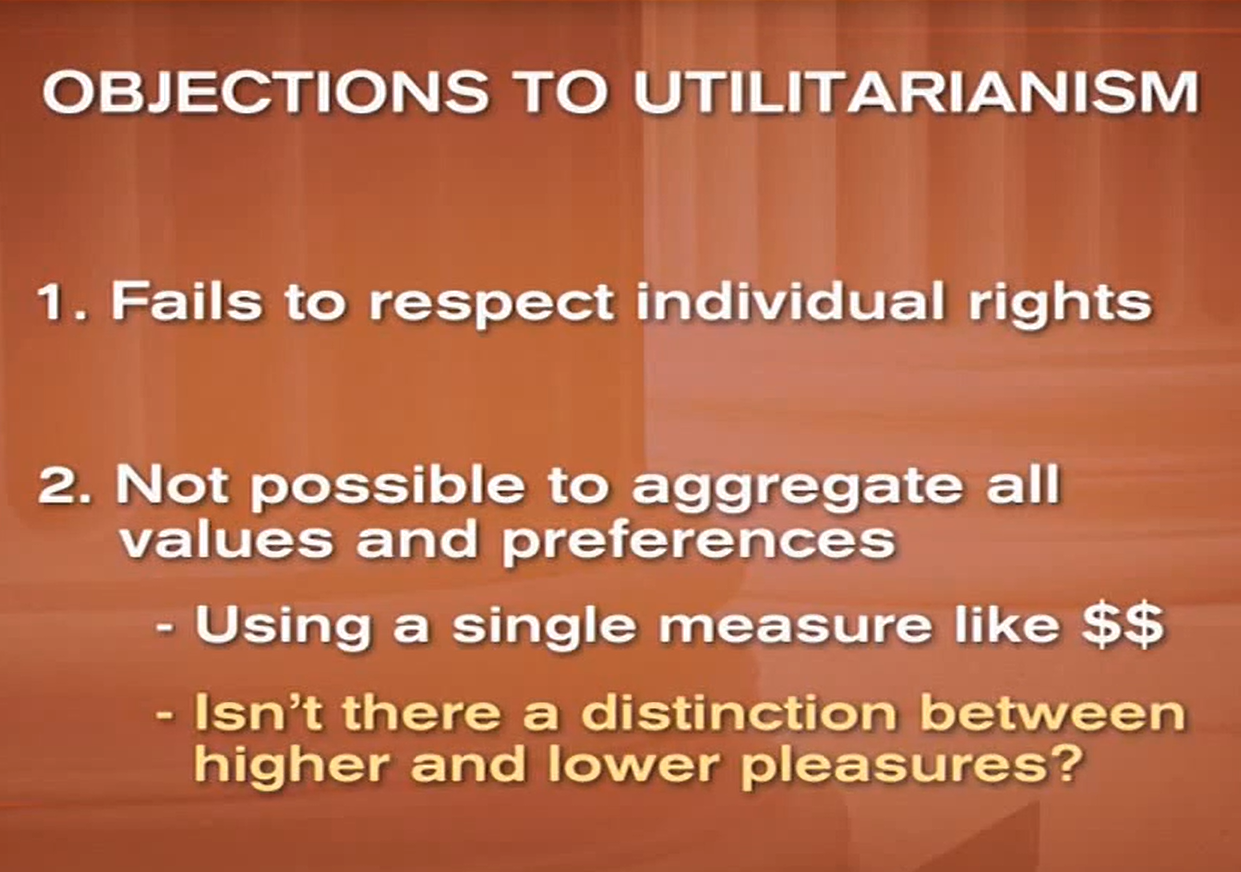 OBJECTIONS TO UTILITARIANISM
1. Fails to respect individual rights
2. Not possible to aggregate all
values and preferences
- Using a single measure like $$
- Isn't there a distinction between
higher and lower pleasures?